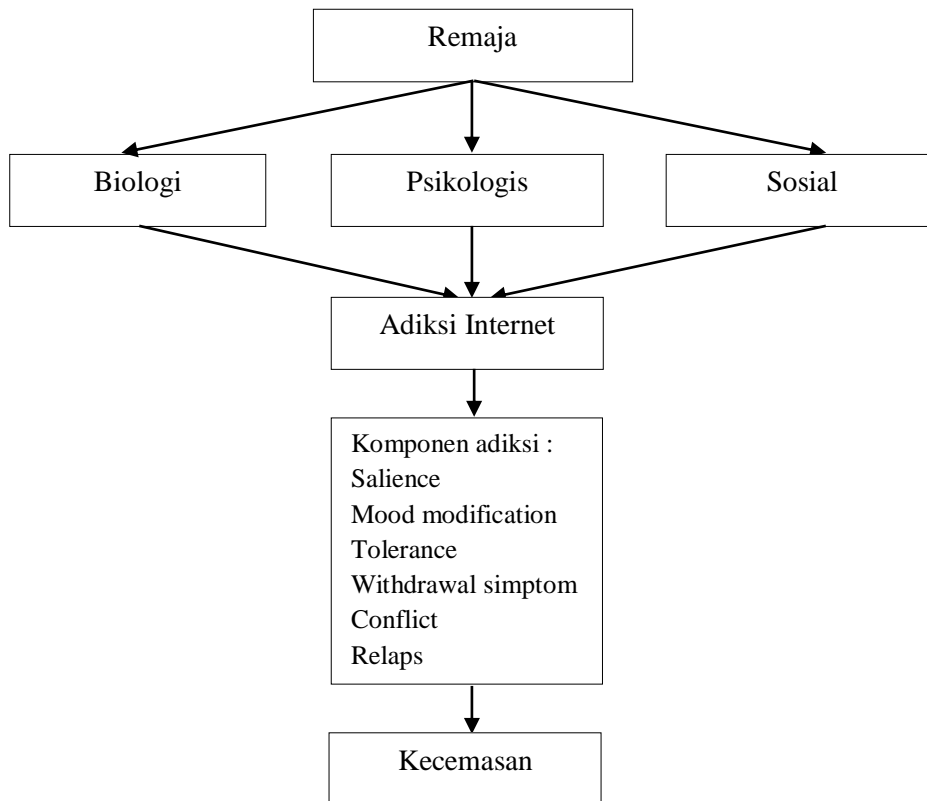 Remaja
Biologi
Psikologis
Sosial
Adiksi Internet
Komponen adiksi :
Salience
Mood modification
Tolerance
Withdrawal simptom
Conflict
Relaps
Kecemasan